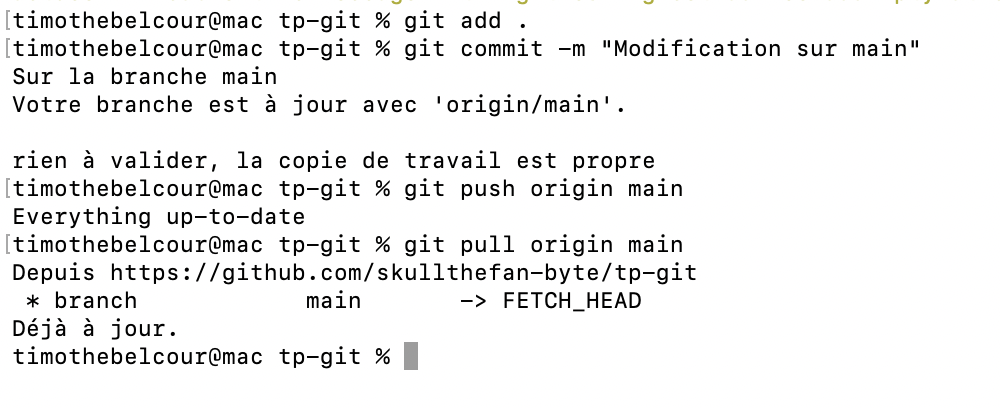 [timothebelcour@mac tp-git % git add .
[timothebelcour@mac tp-git % git commit -m "Modification sur main"
Sur la branche main
Votre branche est à jour avec 'origin/main'.
rien à valider, la copie de travail est propre
[timothebelcour@mac tp-git % git push origin main
Everything up-to-date
[timothebelcour@mac tp-git % git pull origin main
Depuis https://github.com/skullthefan-byte/tp-git
 * branch            main       -> FETCH_HEAD
Déjà à jour.
timothebelcour@mac tp-git %